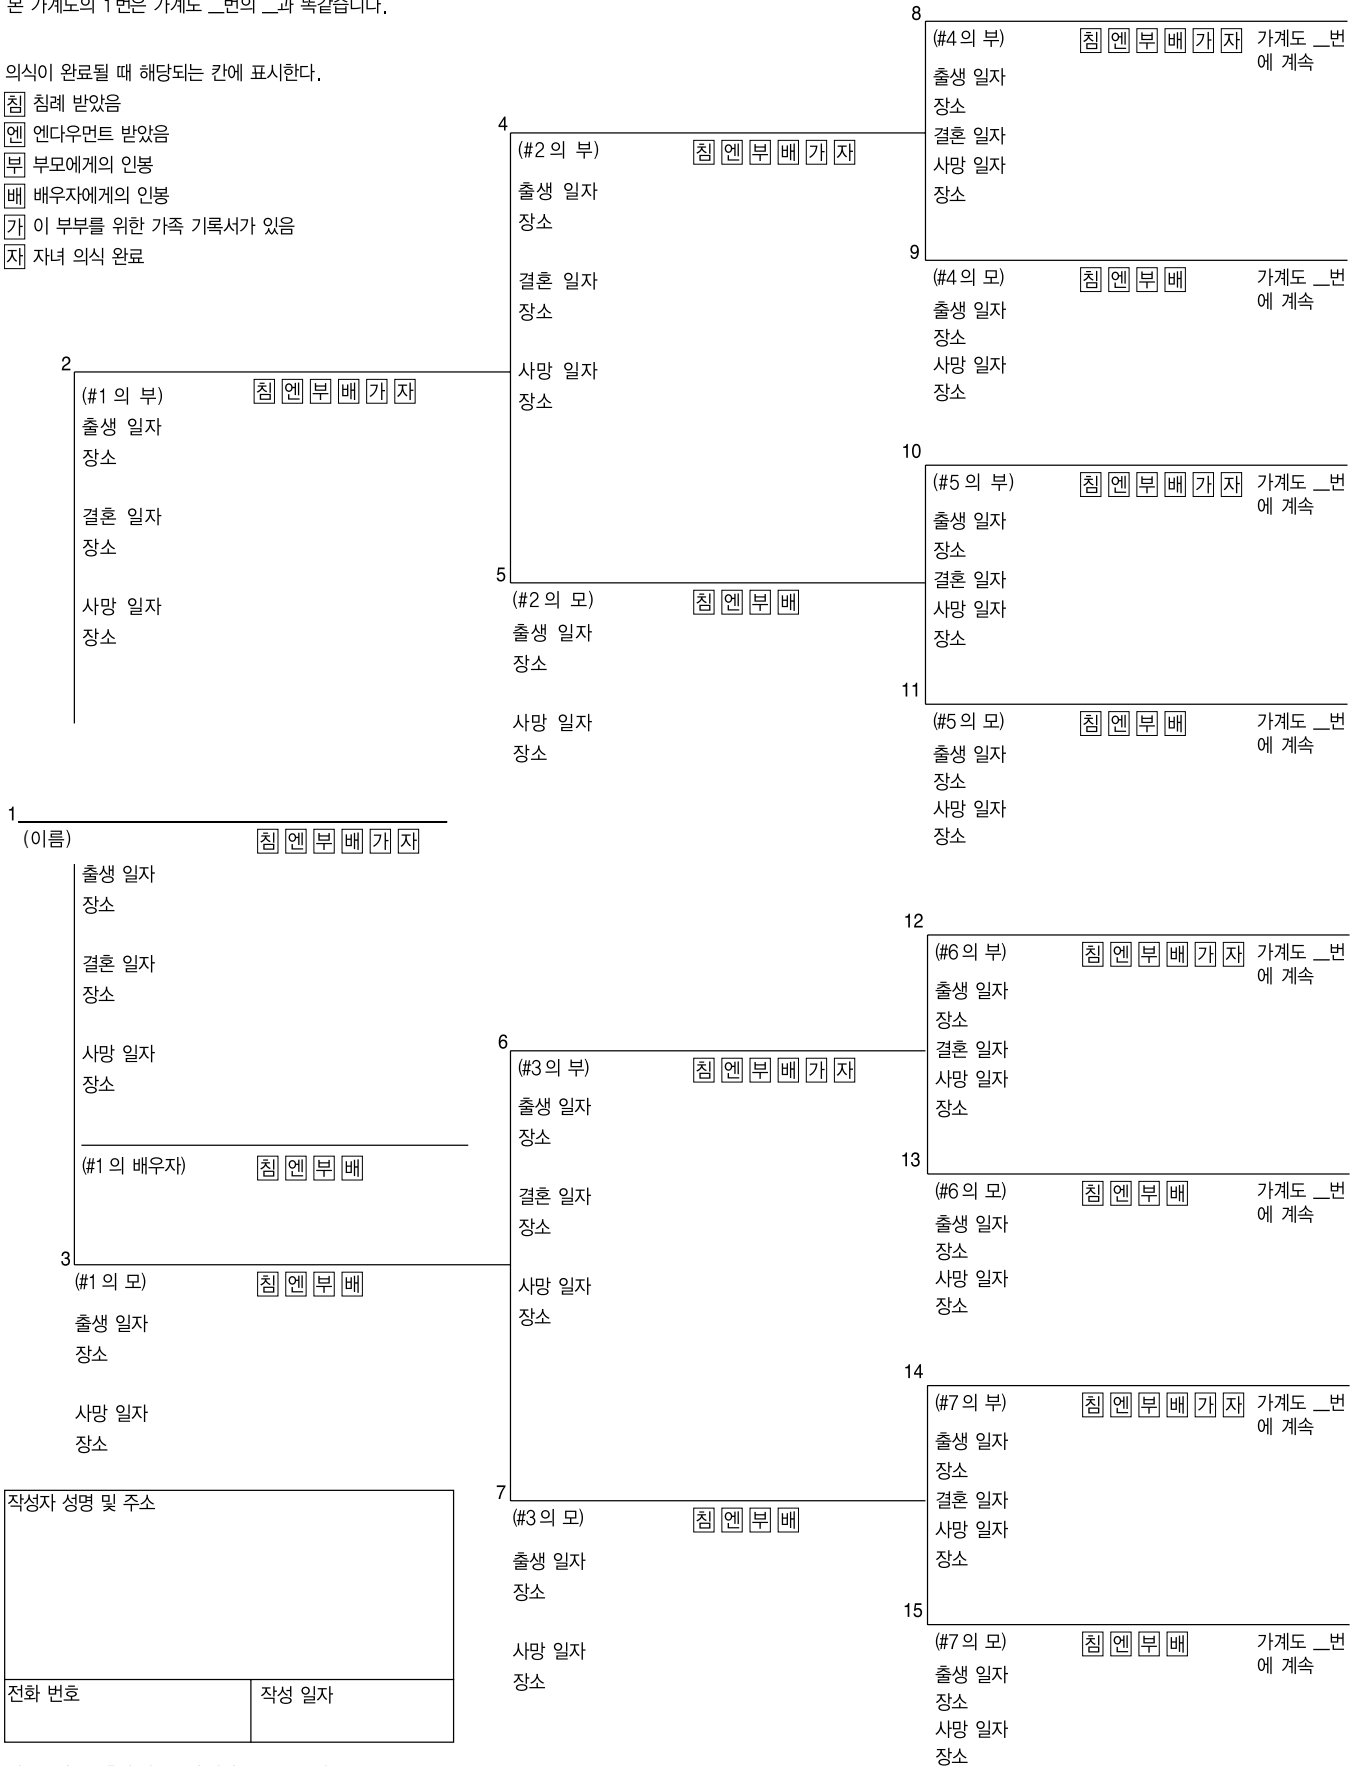 본 가계도의 1번은 가계도 __번의 __과 똑같습니다.
의식이 완료될 때 해당되는 칸에 표시한다.
침 침례 받았음
엔 엔다우먼트 받았음
부 부모에게의 인봉
배 배우자에게의 인봉
가 이 부부를 위한 가족 기록서가 있음
자 자녀 의식 완료
2
(#1의 부) 침 엔 부 배 가 자
출생 일자
장소
결혼 일자
장소
사망 일자
장소
1
(이름) 침 엔 부 배 가 자
출생 일자
장소
결혼 일자
장소
사망 일자
장소
(#1의 배우자) 침 엔 부 배
3
(#1의 모) 침 엔 부 배
출생 일자
장소
사망 일자
장소
작성자 성명 및 주소
전화 번호 작성 일자
4
(#2의 부) 침 엔 부 배 가 자
출생 일자
장소
결혼 일자
장소
사망 일자
장소
5
(#2의 모) 침 엔 부 배
출생 일자
장소
사망 일자
장소
6
(#3의 부) 침 엔 부 배 가 자
출생 일자
장소
결혼 일자
장소
사망 일자
장소
7
(#3의 모) 침 엔 부 배
출생 일자
장소
사망 일자
장소
8
(#4의 부) 침 엔 부 배 가 자 가계도 __번
에 계속
출생 일자
장소
결혼 일자
사망 일자
장소
9
(#4의 모) 침 엔 부 배 가계도 __번
에 계속
출생 일자
장소
사망 일자
장소
10
(#5의 부) 침 엔 부 배 가 자 가계도 __번
에 계속
출생 일자
장소
결혼 일자
사망 일자
장소
11
(#5의 모) 침 엔 부 배 가계도 __번
에 계속
출생 일자
장소
사망 일자
장소
12
(#6의 부) 침 엔 부 배 가 자 가계도 __번
에 계속
출생 일자
장소
결혼 일자
사망 일자
장소
13
(#6의 모) 침 엔 부 배 가계도 __번
에 계속
출생 일자
장소
사망 일자
장소
14
(#7의 부) 침 엔 부 배 가 자 가계도 __번
에 계속
출생 일자
장소
결혼 일자
사망 일자
장소
15
(#7의 모) 침 엔 부 배 가계도 __번
에 계속
출생 일자
장소
사망 일자
장소